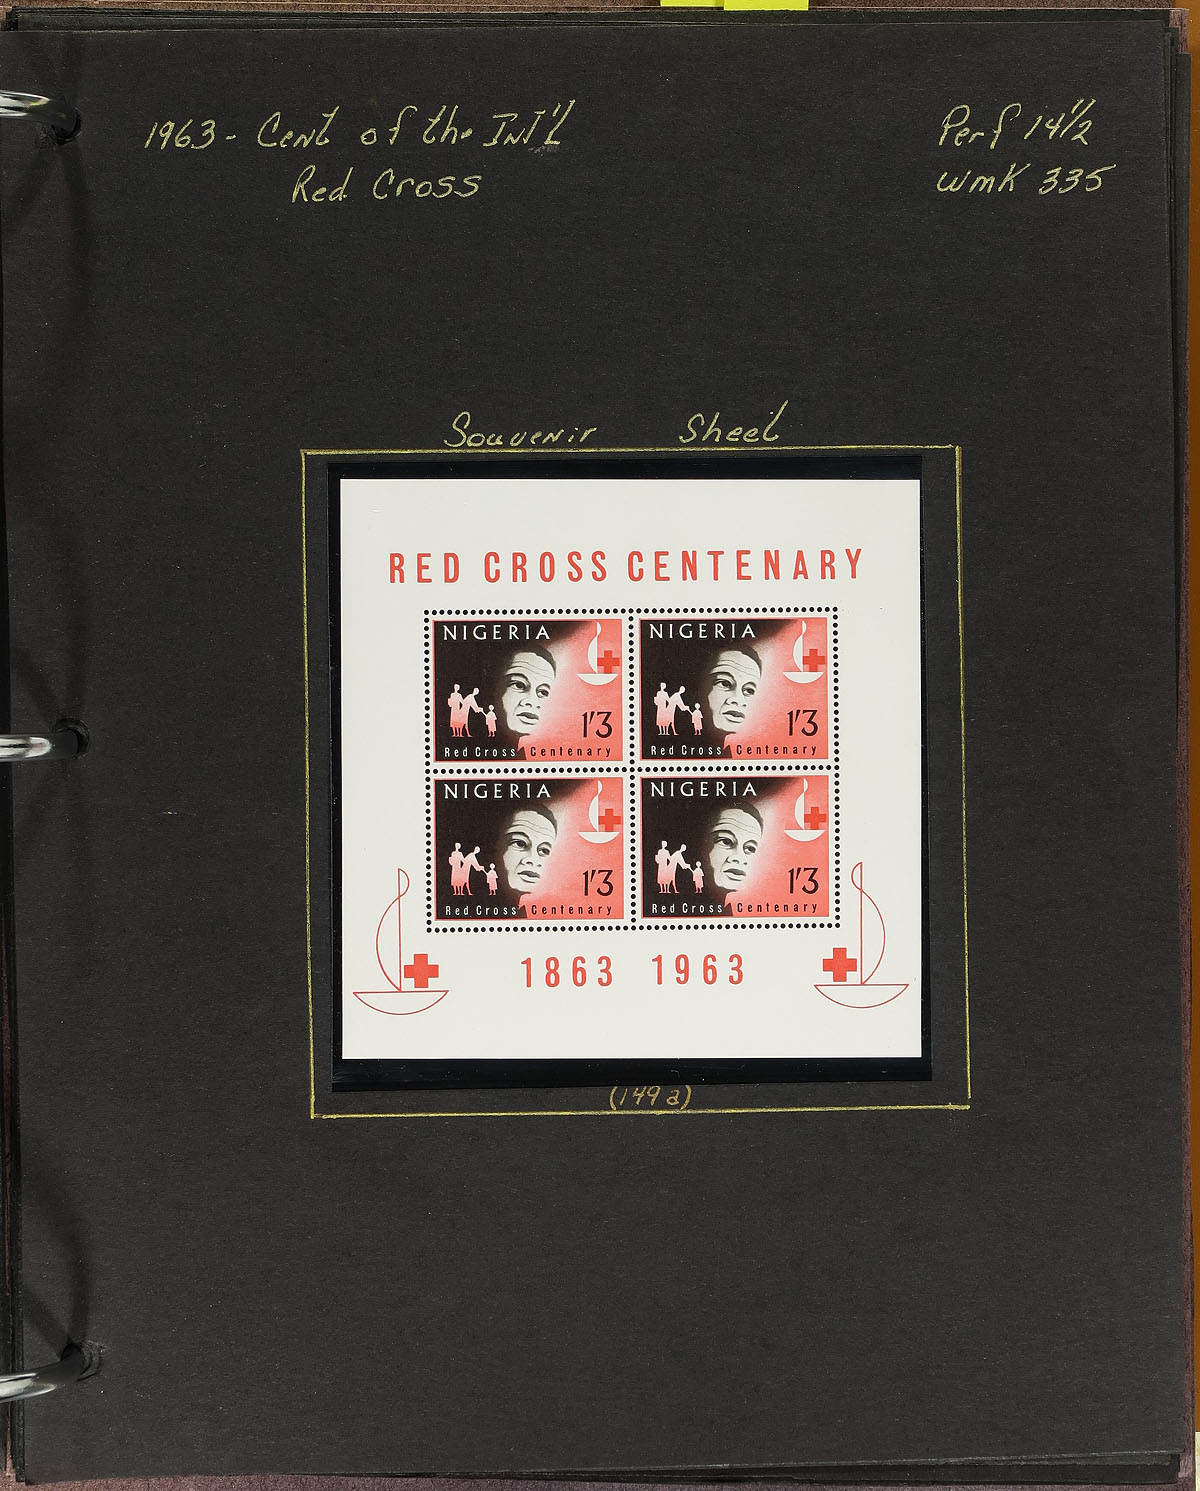 1963 - Cent of the Int'l
Red Cross
Perf 14 1/2
Wmk 335
Souvenir Sheet
RED CROSS CENTENARY
NIGERIA
1'3
Red Cross Centenary
NIGERIA
1'3
Red Cross Centenary
NIGERIA
1'3
Red Cross Centenary
NIGERIA
1'3
Red Cross Centenary
1863 1963
(149a)